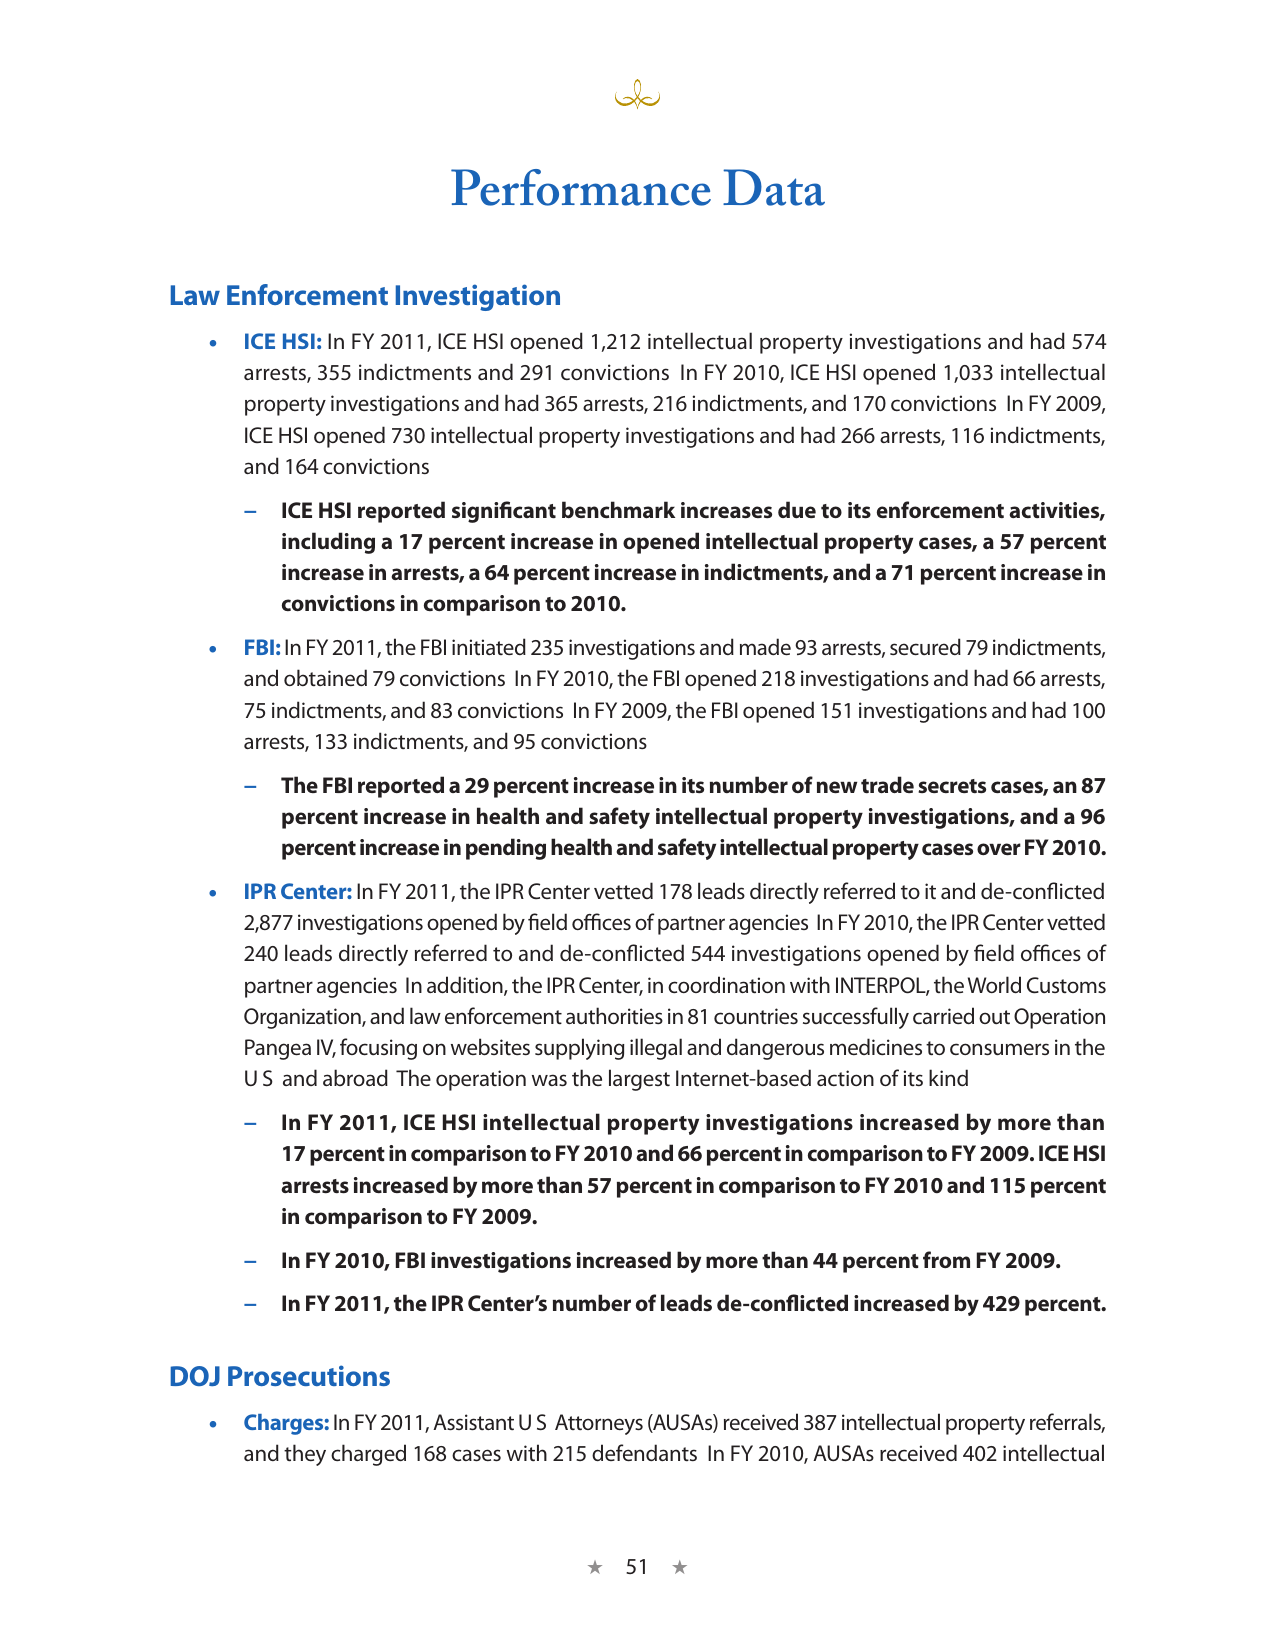 Performance Data
Law Enforcement Investigation
• ICE HSI: In FY 2011, ICE HSI opened 1,212 intellectual property investigations and had 574
arrests, 355 indictments and 291 convictions In FY 2010, ICE HSI opened 1,033 intellectual
property investigations and had 365 arrests, 216 indictments, and 170 convictions In FY 2009,
ICE HSI opened 730 intellectual property investigations and had 266 arrests, 116 indictments,
and 164 convictions
– ICE HSI reported significant benchmark increases due to its enforcement activities,
including a 17 percent increase in opened intellectual property cases, a 57 percent
increase in arrests, a 64 percent increase in indictments, and a 71 percent increase in
convictions in comparison to 2010.
• FBI: In FY 2011, the FBI initiated 235 investigations and made 93 arrests, secured 79 indictments,
and obtained 79 convictions In FY 2010, the FBI opened 218 investigations and had 66 arrests,
75 indictments, and 83 convictions In FY 2009, the FBI opened 151 investigations and had 100
arrests, 133 indictments, and 95 convictions
– The FBI reported a 29 percent increase in its number of new trade secrets cases, an 87
percent increase in health and safety intellectual property investigations, and a 96
percent increase in pending health and safety intellectual property cases over FY 2010.
• IPR Center: In FY 2011, the IPR Center vetted 178 leads directly referred to it and de-conflicted
2,877 investigations opened by field offices of partner agencies In FY 2010, the IPR Center vetted
240 leads directly referred to and de-conflicted 544 investigations opened by field offices of
partner agencies In addition, the IPR Center, in coordination with INTERPOL, the World Customs
Organization, and law enforcement authorities in 81 countries successfully carried out Operation
Pangea IV, focusing on websites supplying illegal and dangerous medicines to consumers in the
U S and abroad The operation was the largest Internet-based action of its kind
– In FY 2011, ICE HSI intellectual property investigations increased by more than
17 percent in comparison to FY 2010 and 66 percent in comparison to FY 2009. ICE HSI
arrests increased by more than 57 percent in comparison to FY 2010 and 115 percent
in comparison to FY 2009.
– In FY 2010, FBI investigations increased by more than 44 percent from FY 2009.
– In FY 2011, the IPR Center’s number of leads de-conflicted increased by 429 percent.
DOJ Prosecutions
• Charges: In FY 2011, Assistant U S Attorneys (AUSAs) received 387 intellectual property referrals,
and they charged 168 cases with 215 defendants In FY 2010, AUSAs received 402 intellectual
★ 51 ★